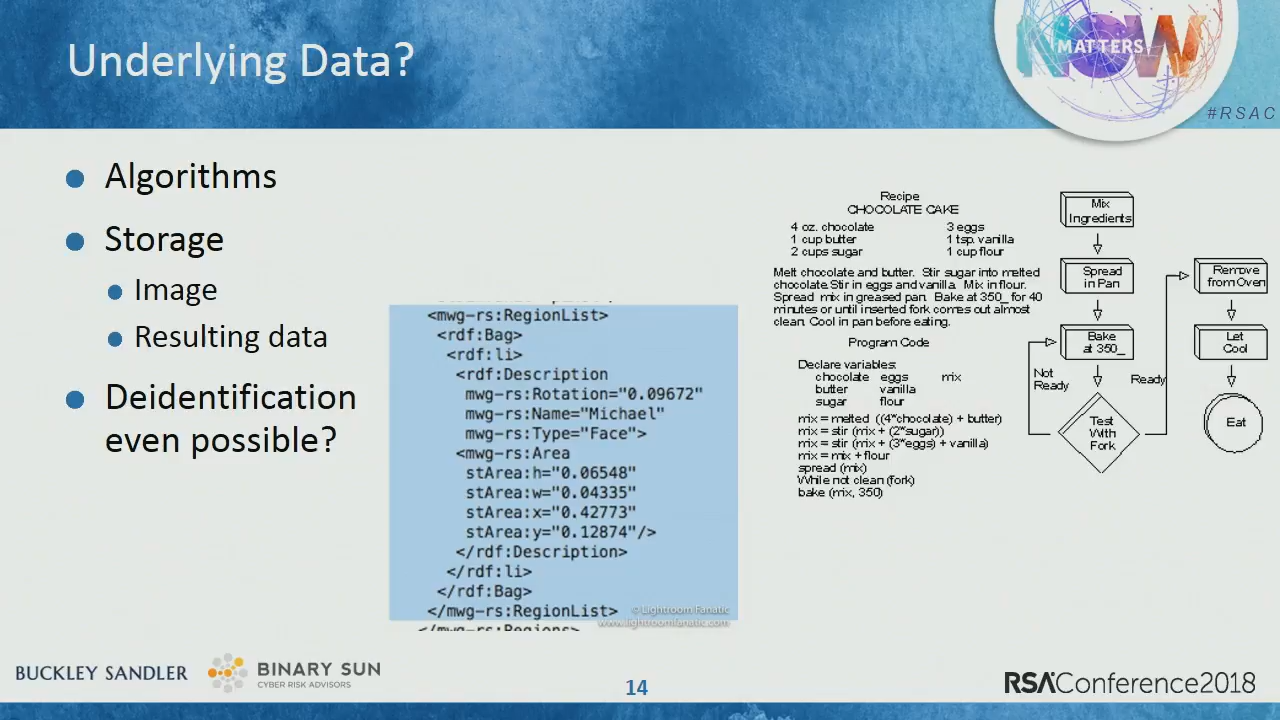 Underlying Data?
NOW
MATTERS
#RSAC
Algorithms
Storage
Image
Resulting data
Deidentification
even possible?
<mwg-rs:RegionList>
<rdf:Bag>
<rdf:li>
<rdf:Description
mwg-rs:Rotation="0.09672"
mwg-rs:Name="Michael"
mwg-rs:Type="Face">
<mwg-rs:Area
stArea:h="0.06548"
stArea:w="0.04335"
stArea:x="0.42773"
stArea:y="0.12874"/>
</rdf:Description>
</rdf:li>
</rdf:Bag>
</mwg-rs:RegionList>
© Lightroom Fanatic
www.lightroomfanatic.com
</mwg-rs:Regions>
Recipe
CHOCOLATE CAKE
4 oz. chocolate 3 eggs
1 cup butter 1 tsp. vanilla
2 cups sugar 1 cup flour
Melt chocolate and butter. Stir sugar into melted
chocolate.Stir in eggs and vanilla. Mix in flour.
Spread mix in greased pan. Bake at 350_ for 40
minutes or until inserted fork comes out almost
clean. Cool in pan before eating.
Program Code
Declare variables:
chocolate eggs mix
butter vanilla
sugar flour
mix = melted ((4*chocolate) + butter)
mix = stir (mix + (2*sugar))
mix = stir (mix + (3*eggs) + vanilla)
mix = mix + flour
spread (mix)
While not clean (fork)
bake (mix, 350)
Mix
Ingredients
Spread
in Pan
Bake
at 350_
Not
Ready
Test
With
Fork
Ready
Remove
from Oven
Let
Cool
Eat
BUCKLEY SANDLER
BINARY SUN
CYBER RISK ADVISORS
14
RSAConference2018